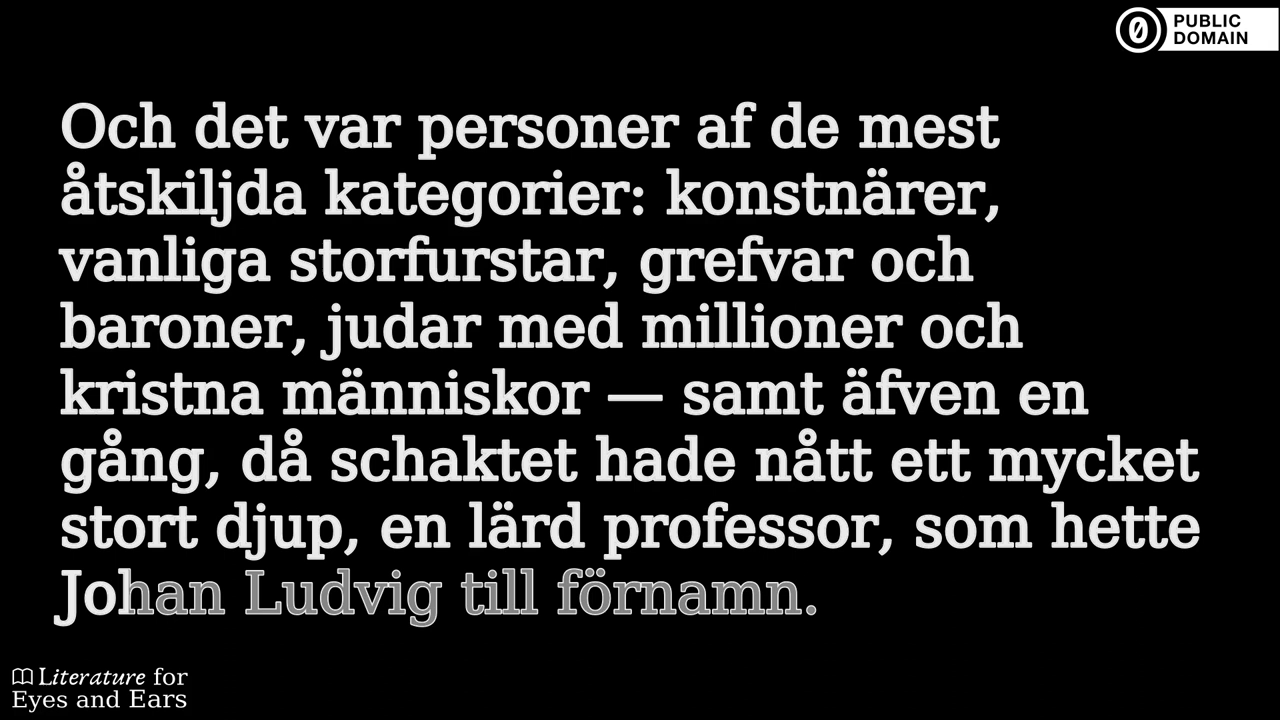 PUBLIC
DOMAIN
Och det var personer af de mest
åtskiljda kategorier: konstnärer,
vanliga storfurstar, grefvar och
baroner, judar med millioner och
kristna människor — samt äfven en
gång, då schaktet hade nått ett mycket
stort djup, en lärd professor, som hette
Johan Ludvig till förnamn.
Literature for
Eyes and Ears